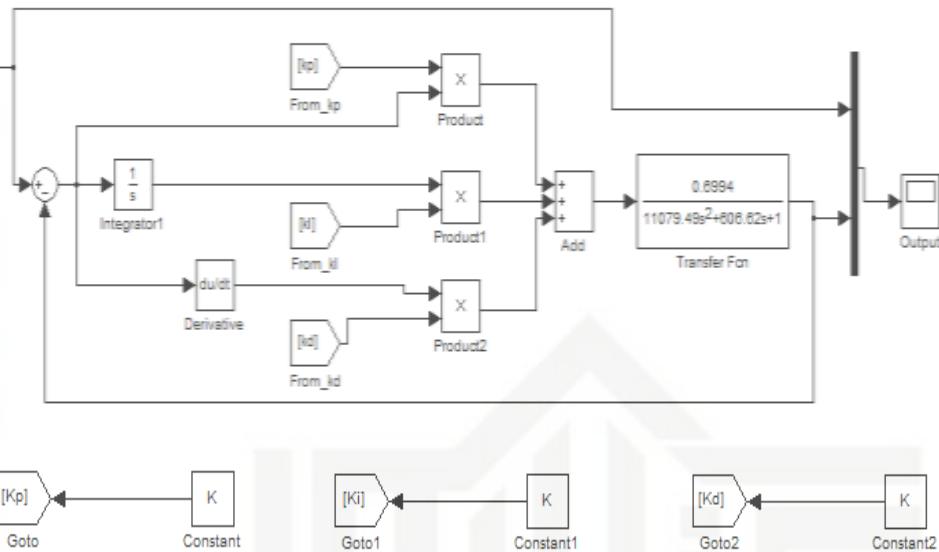 [kp]
From_kp
X
Product
+
-
1
s
Integrator1
[ki]
From_ki
X
Product1
du/dt
Derivative
[kd]
From_kd
X
Product2
+
+
+
Add
0.6994
11079.49s²+606.62s+1
Transfer Fcn
Output
[Kp]
Goto
K
Constant
[Ki]
Goto1
K
Constant1
[Kd]
Goto2
K
Constant2